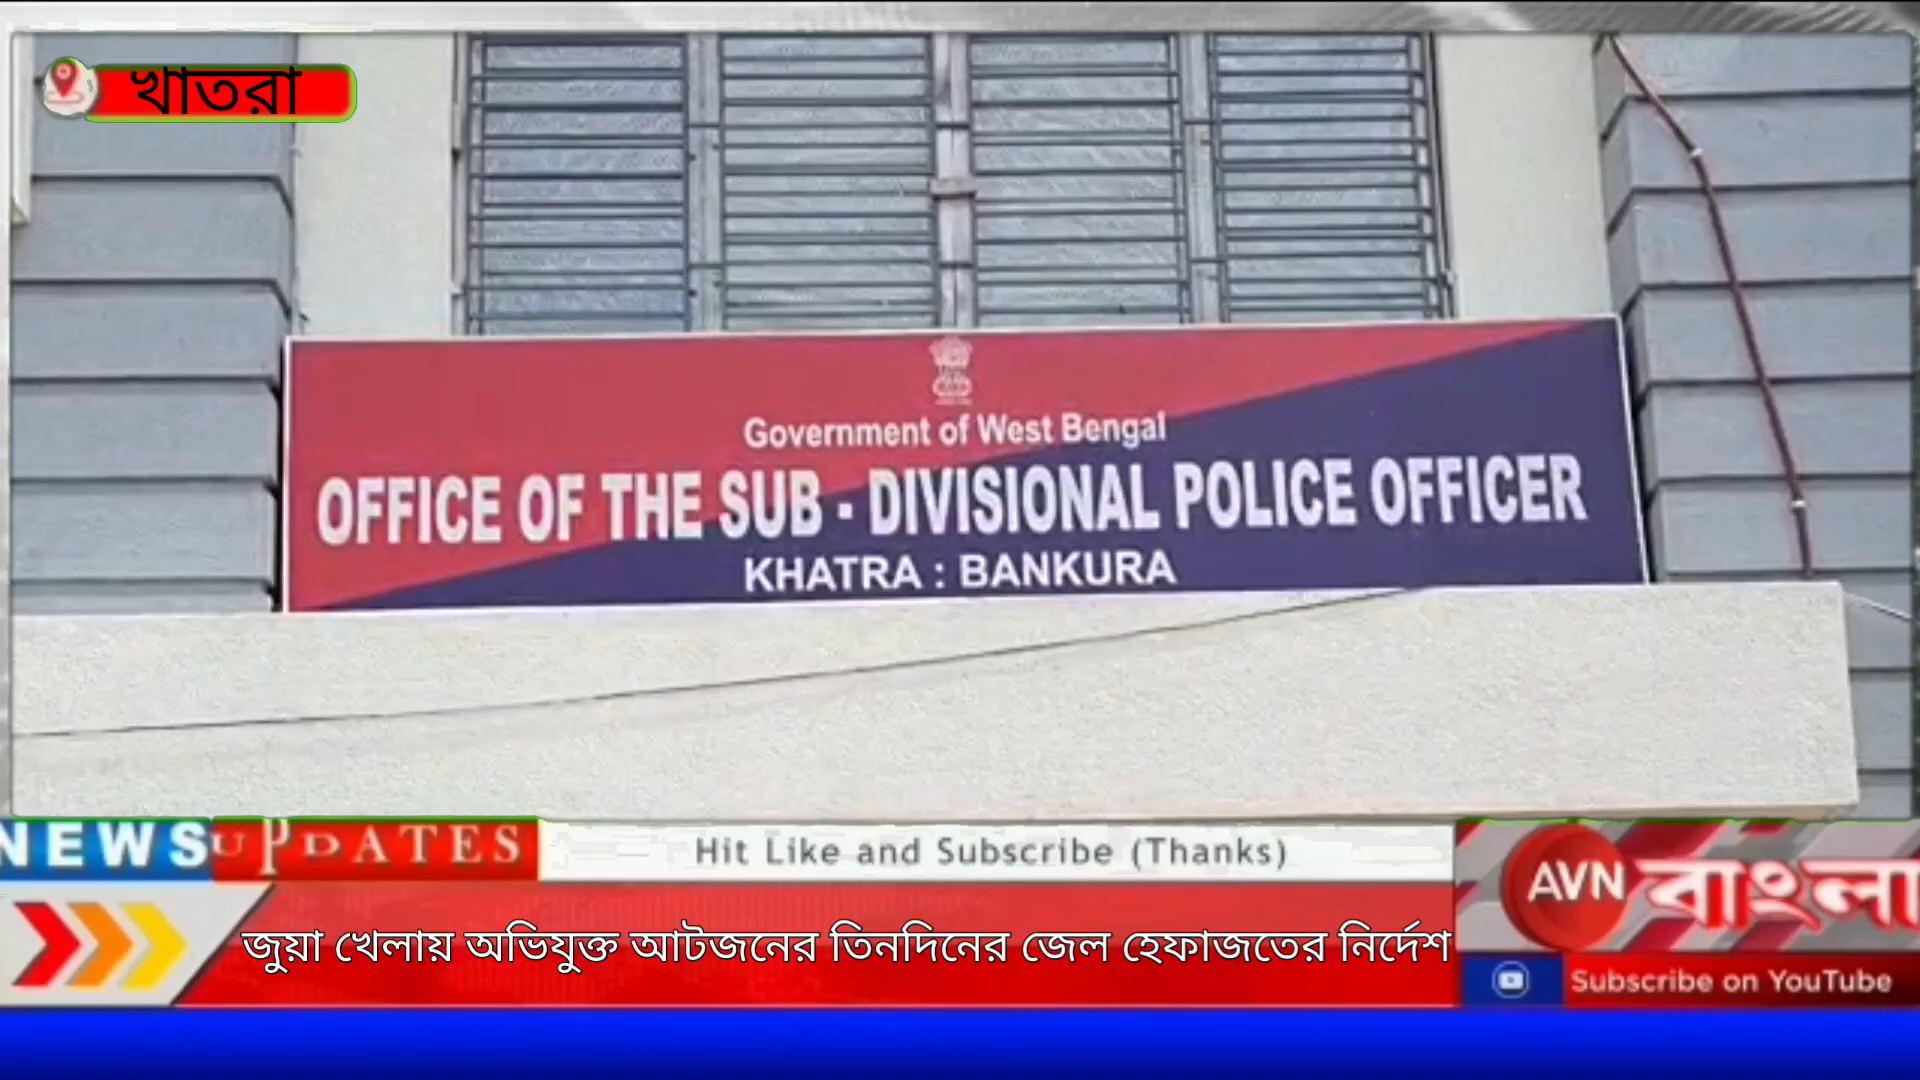 খাতরা
Government of West Bengal
OFFICE OF THE SUB - DIVISIONAL POLICE OFFICER
KHATRA : BANKURA
NEWS UPDATES
Hit Like and Subscribe (Thanks)
AVN বাংলা
জুয়া খেলায় অভিযুক্ত আটজনের তিনদিনের জেল হেফাজতের নির্দেশ
Subscribe on YouTube